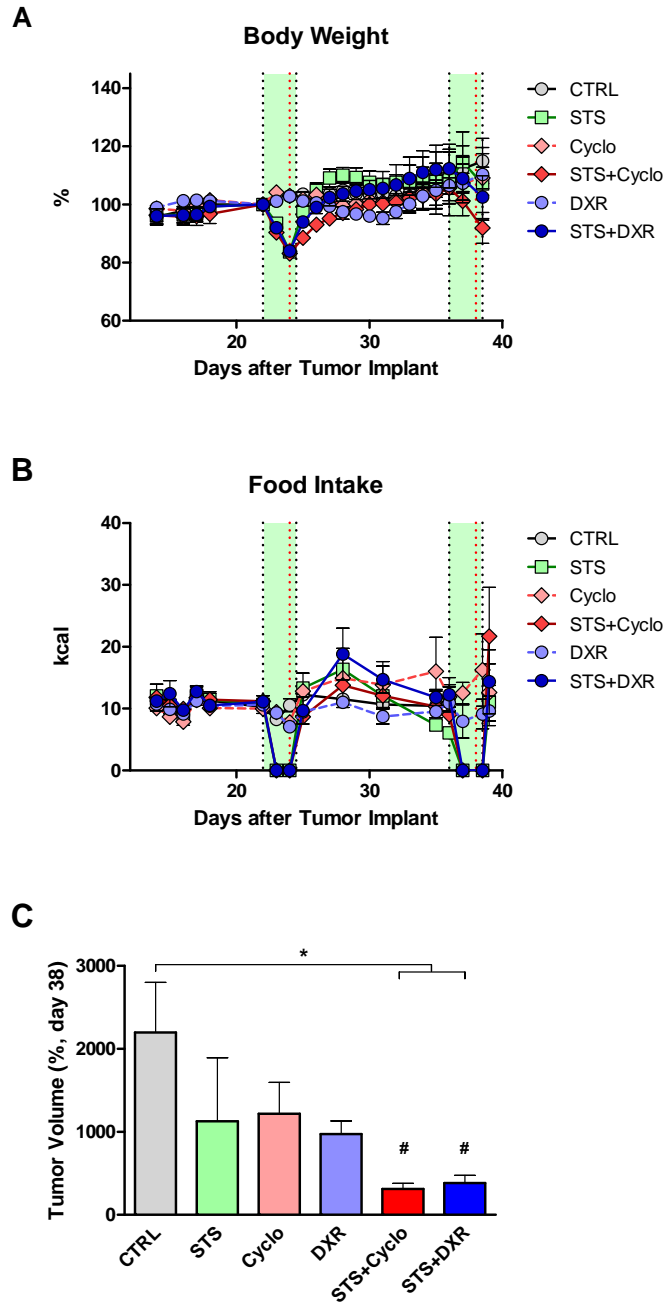 A
Body Weight
140
120
100
80
60
%
20
30
40
Days after Tumor Implant
CTRL
STS
Cyclo
STS+Cyclo
DXR
STS+DXR
B
Food Intake
40
30
20
10
0
kcal
20
30
40
Days after Tumor Implant
CTRL
STS
Cyclo
STS+Cyclo
DXR
STS+DXR
C
3000
2000
1000
0
Tumor Volume (%, day 38)
*
#
#
CTRL
STS
Cyclo
DXR
STS+Cyclo
STS+DXR